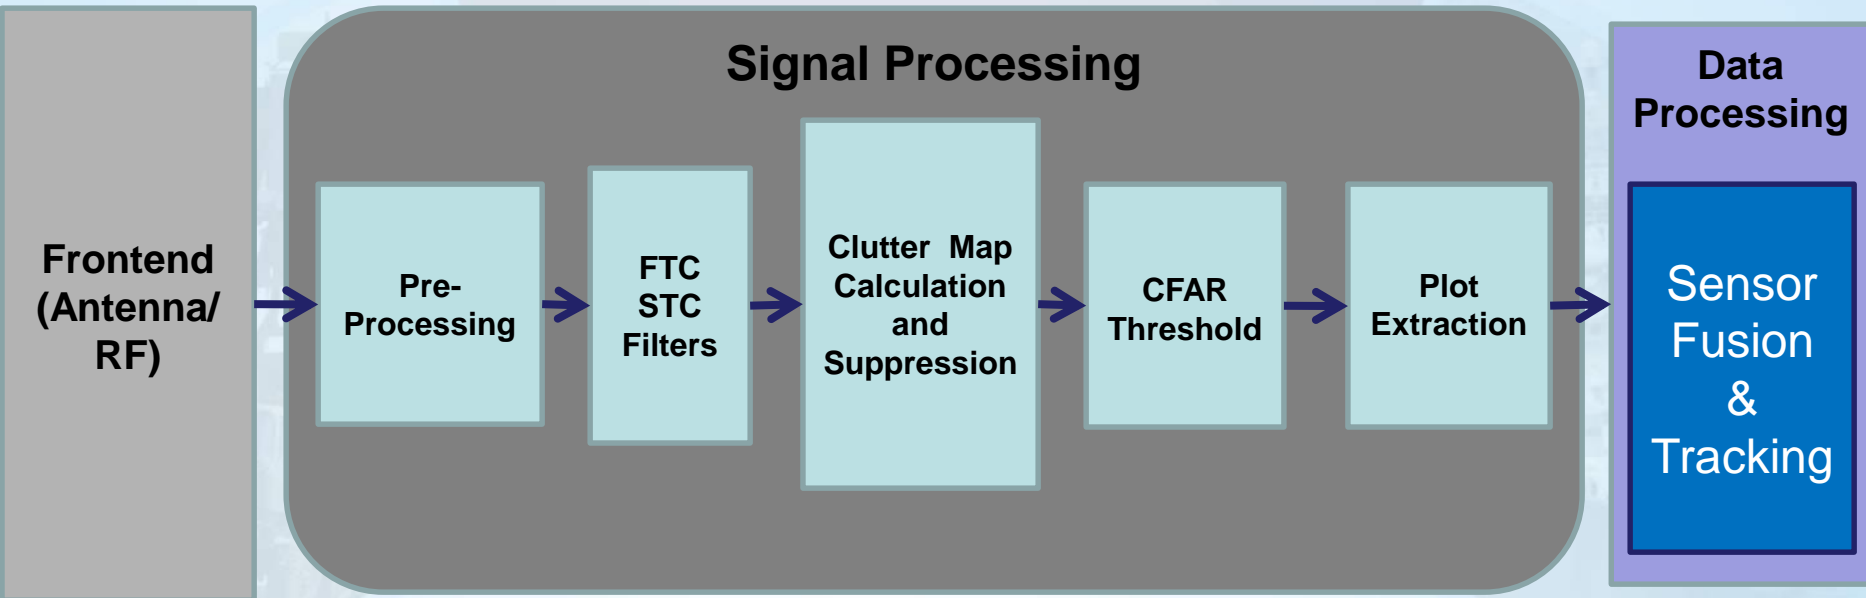 Signal Processing
Frontend
(Antenna/
RF)
Pre-
Processing
FTC
STC
Filters
Clutter Map
Calculation
and
Suppression
CFAR
Threshold
Plot
Extraction
Data
Processing
Sensor
Fusion
&
Tracking